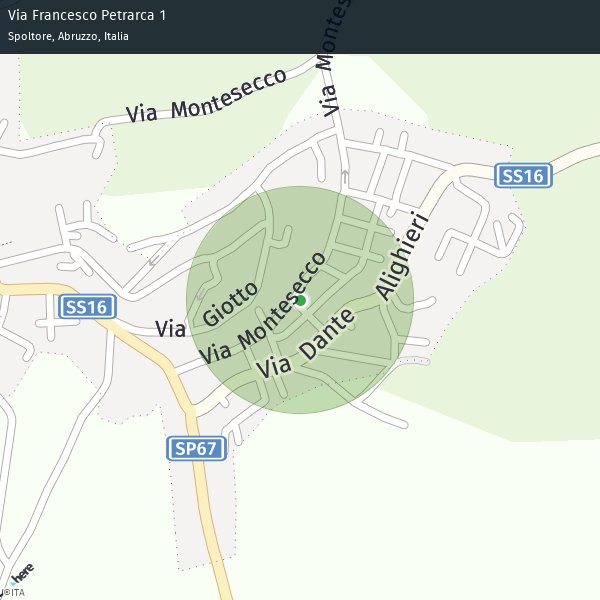 Via Francesco Petrarca 1
Spoltore, Abruzzo, Italia
Via Montesecco
Via Montesecco
SS16
Alighieri
Via Giotto
Via Montesecco
SS16
Via Dante
SP67
here
©ITA